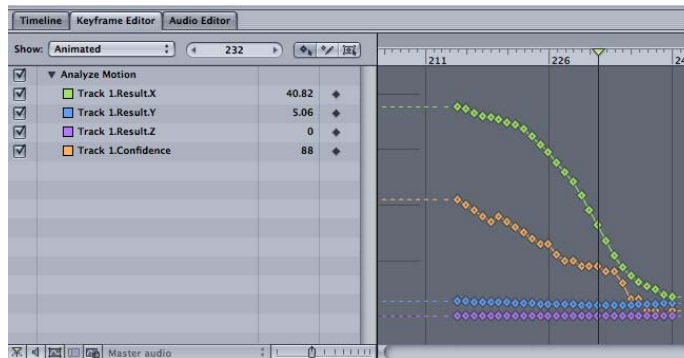 Timeline Keyframe Editor Audio Editor
Show: Animated 232
211 226 24
Analyze Motion
Track 1.Result.X 40.82
Track 1.Result.Y 5.06
Track 1.Result.Z 0
Track 1.Confidence 88
Master audio